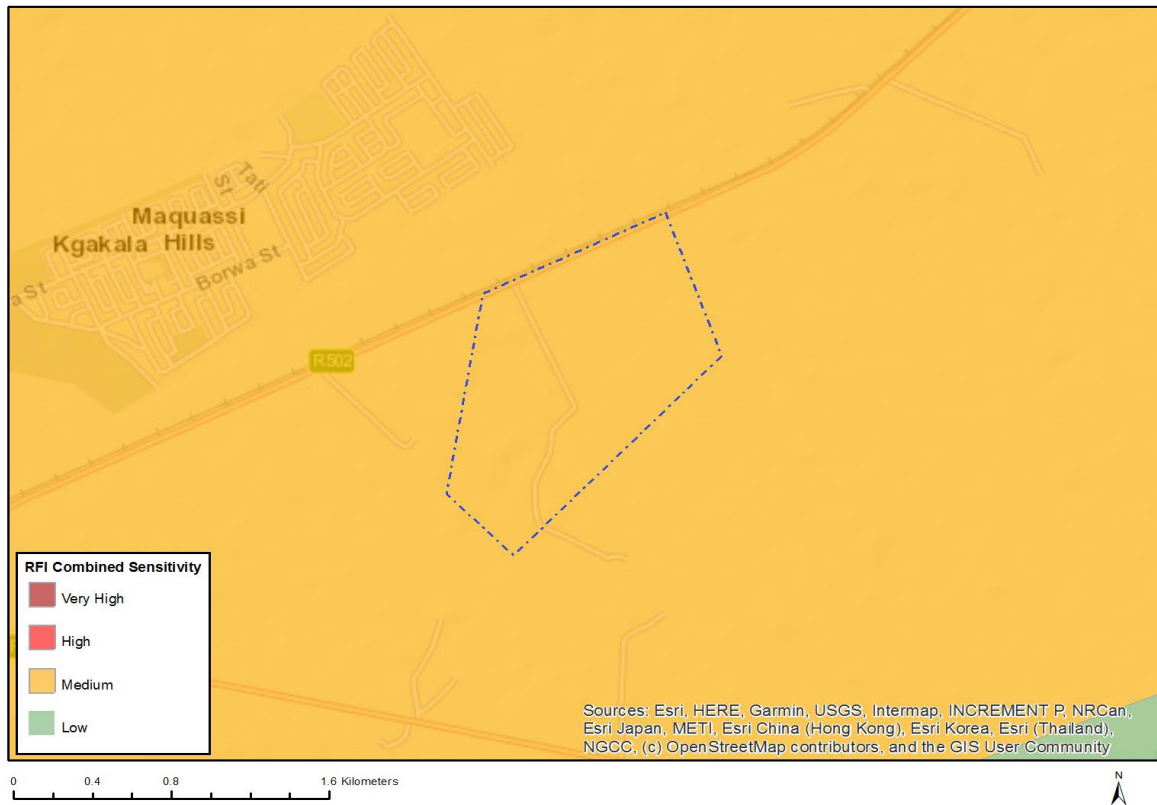 Tati
St
Maquassi
Kgakala Hills
Borwa St
a St
R502
RFI Combined Sensitivity
Very High
High
Medium
Low
Sources: Esri, HERE, Garmin, USGS, Intermap, INCREMENT P, NRCan,
Esri Japan, METI, Esri China (Hong Kong), Esri Korea, Esri (Thailand),
NGCC, (c) OpenStreetMap contributors, and the GIS User Community
0 0.4 0.8 1.6 Kilometers
N